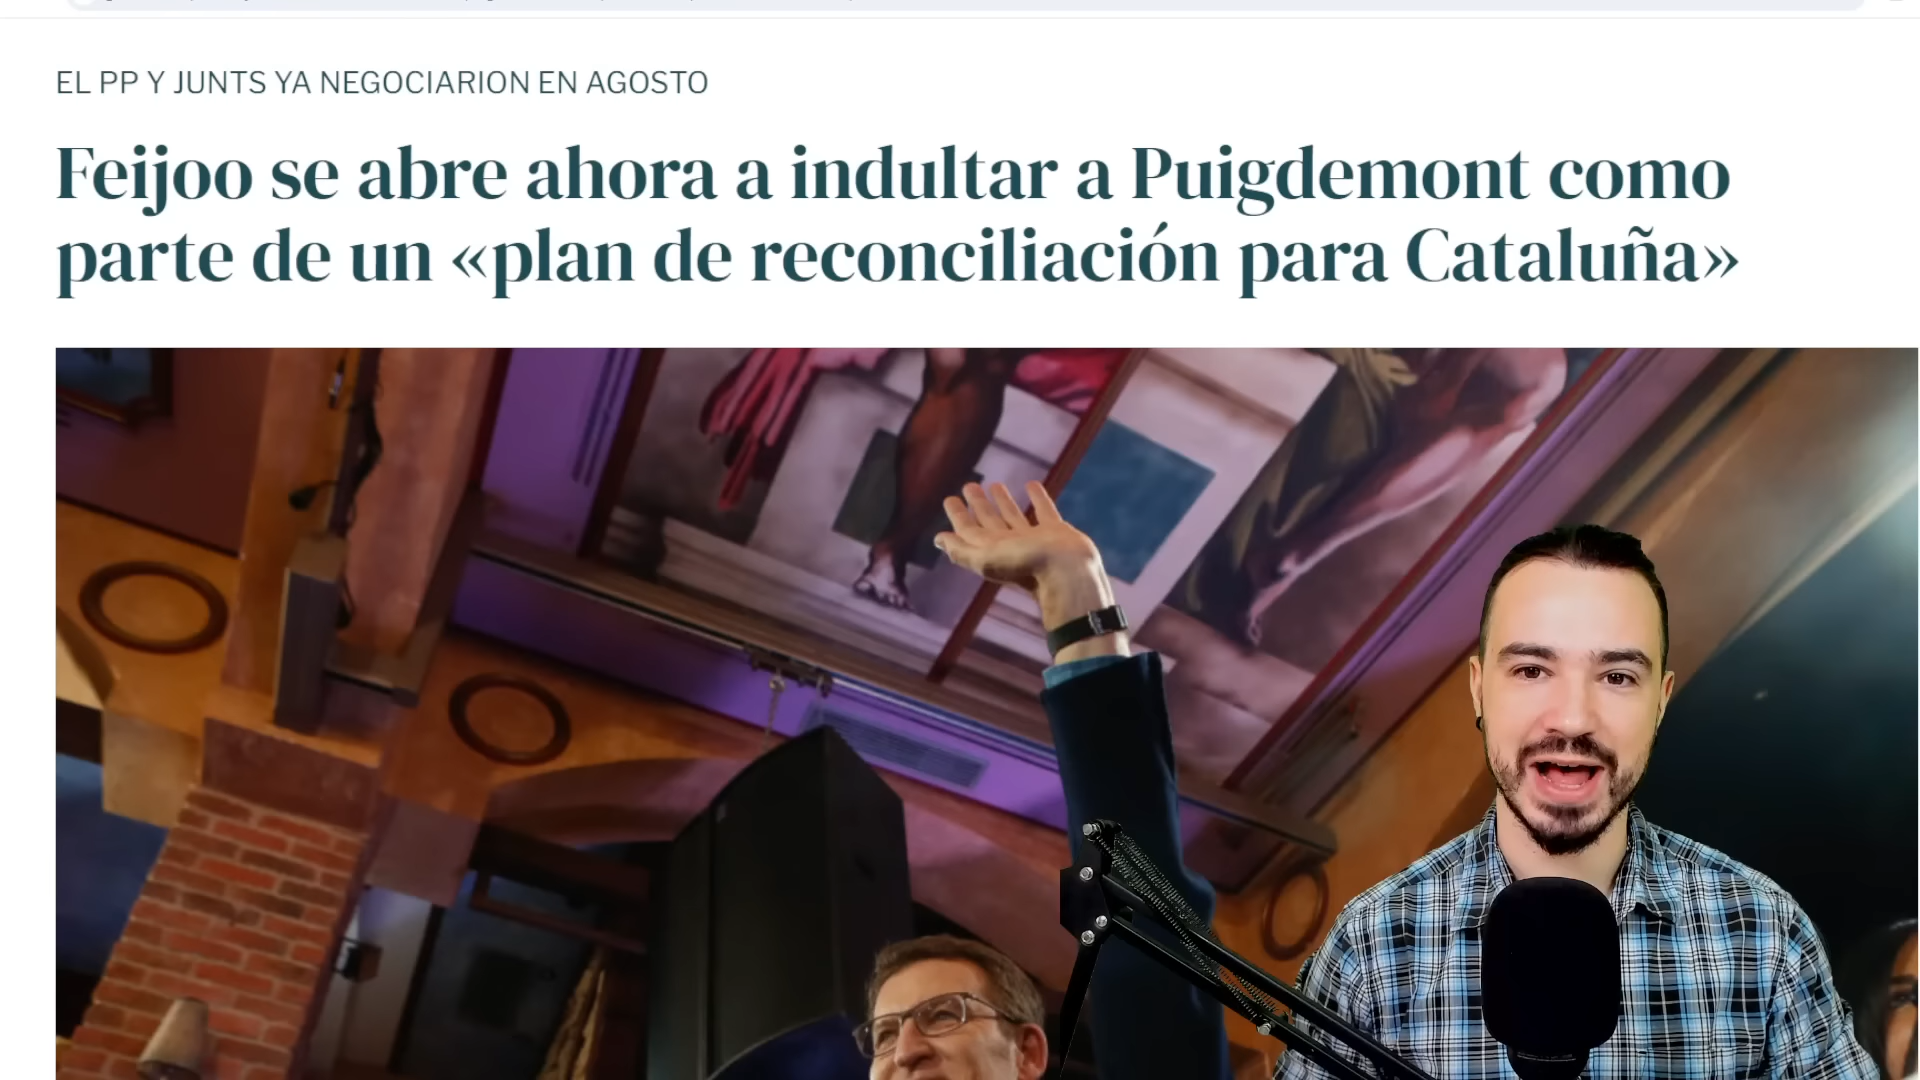 EL PP Y JUNTS YA NEGOCIARION EN AGOSTO
Feijoo se abre ahora a indultar a Puigdemont como
parte de un «plan de reconciliación para Cataluña»